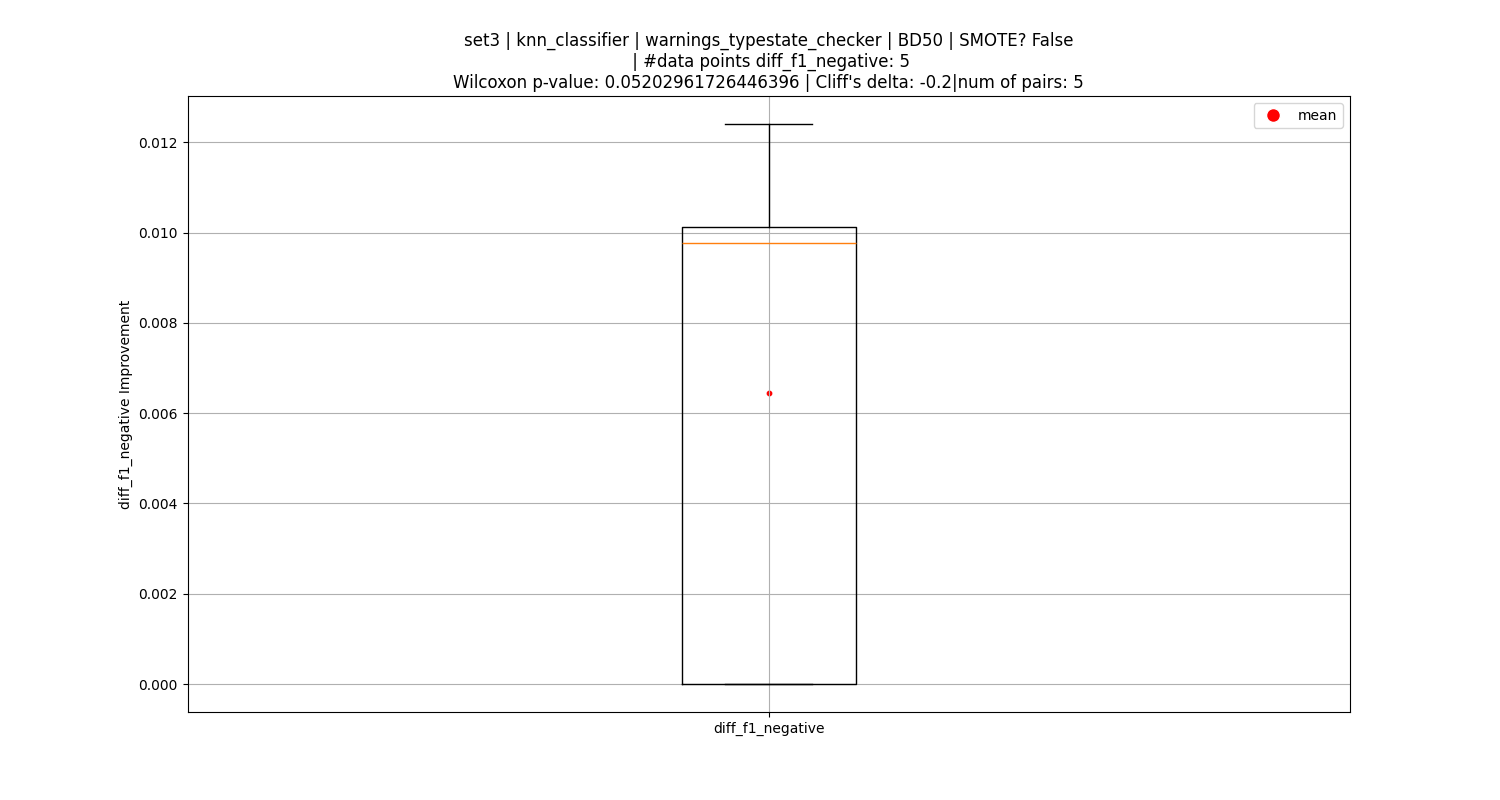 set3 | knn_classifier | warnings_typestate_checker | BD50 | SMOTE? False
| #data points diff_f1_negative: 5
Wilcoxon p-value: 0.05202961726446396 | Cliff's delta: -0.2|num of pairs: 5
mean
0.012
0.010
0.008
0.006
0.004
0.002
0.000
diff_f1_negative Improvement
diff_f1_negative